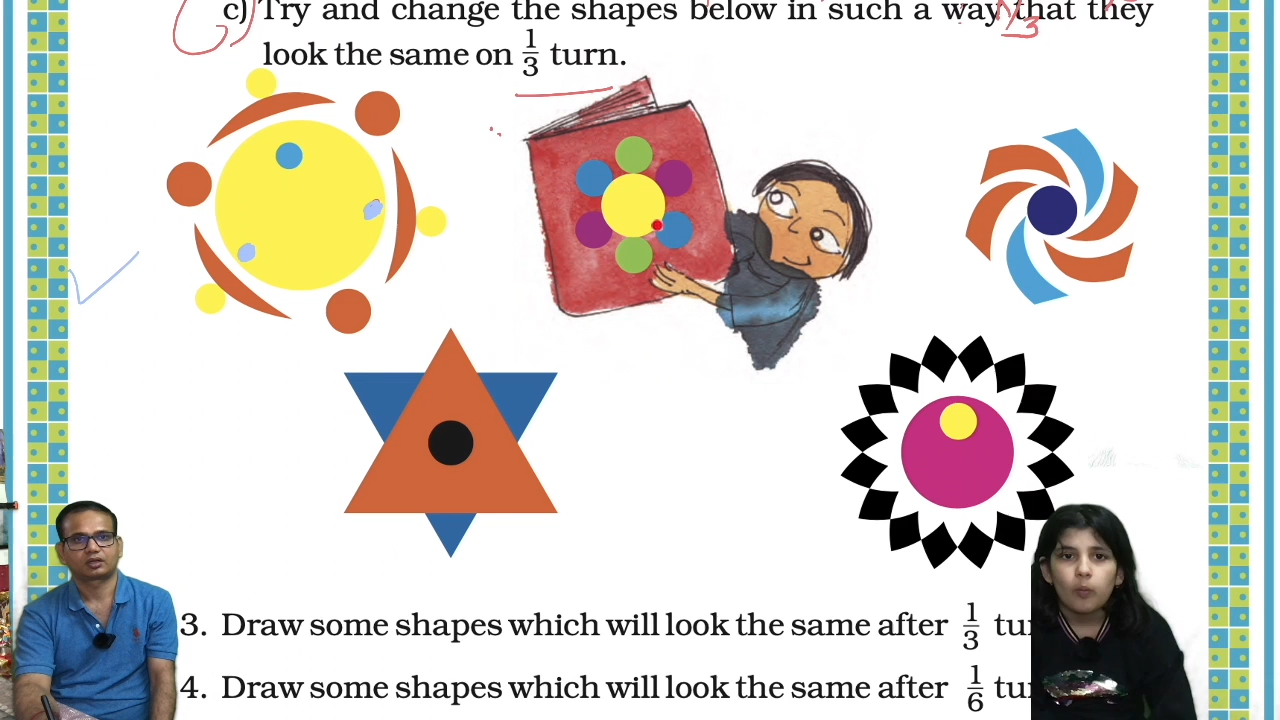 c) Try and change the shapes below in such a way that they
look the same on 1/3 turn.
3. Draw some shapes which will look the same after 1/3
4. Draw some shapes which will look the same after 1/6